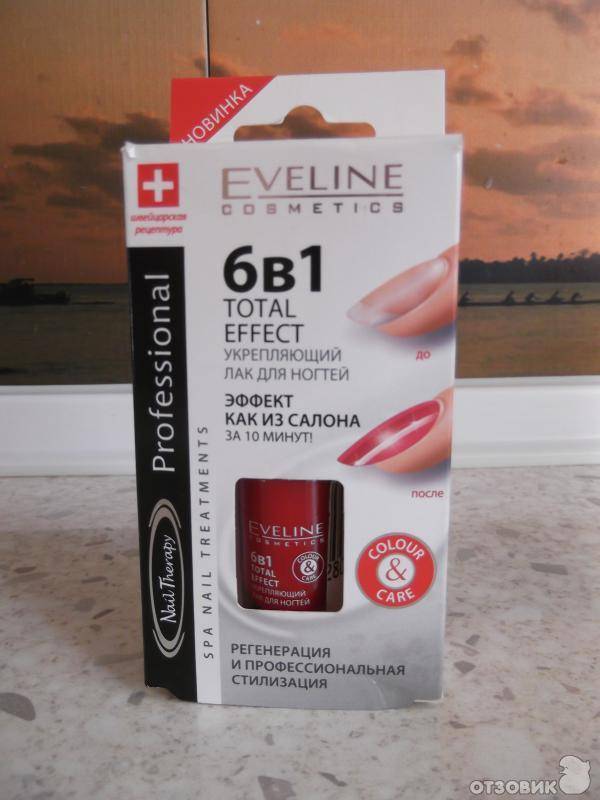 НОВИНКА
швейцарская
рецептура
EVELINE
COSMETICS
6в1
TOTAL
EFFECT
УКРЕПЛЯЮЩИЙ
ЛАК ДЛЯ НОГТЕЙ
ЭФФЕКТ
КАК ИЗ САЛОНА
ЗА 10 МИНУТ!
до
после
Nail Therapy Professional
SPA NAIL TREATMENTS
EVELINE
COSMETICS
6в1
TOTAL
EFFECT
УКРЕПЛЯЮЩИЙ
ЛАК ДЛЯ НОГТЕЙ
COLOUR
&
CARE
COLOUR
&
CARE
РЕГЕНЕРАЦИЯ
И ПРОФЕССИОНАЛЬНАЯ
СТИЛИЗАЦИЯ
ОТЗОВИК